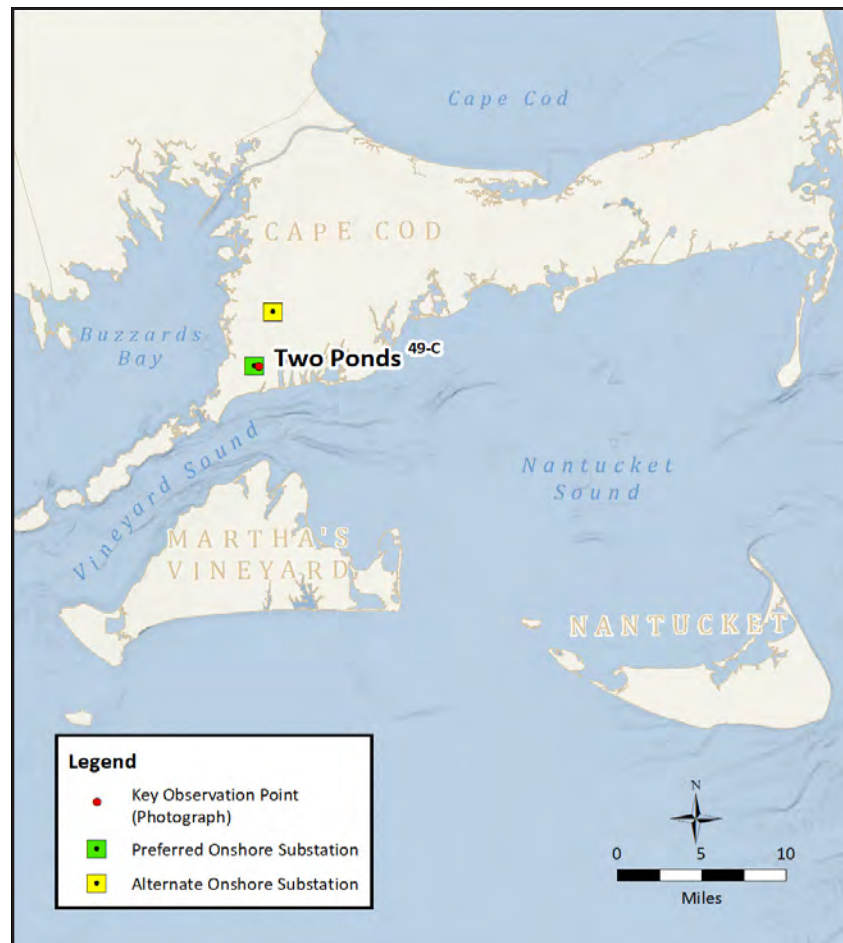 Cape Cod
CAPE COD
Buzzards
Bay
Two Ponds 49-C
Vineyard Sound
Nantucket
Sound
MARTHA'S
VINEYARD
NANTUCKET
Legend
Key Observation Point
(Photograph)
Preferred Onshore Substation
Alternate Onshore Substation
N
0 5 10
Miles